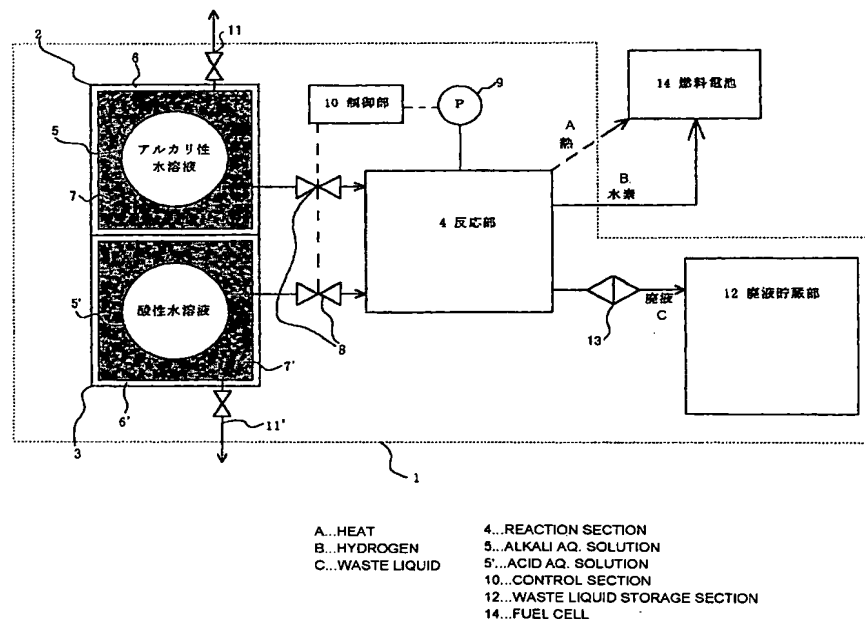 11
2
6
10 制御部
9
P
14 燃料電池
A
熱
5
アルカリ性
水溶液
7
B
水素
4 反応部
5'
酸性水溶液
8
廃液
C
13
12 廃液貯蔵部
7'
6'
3
11'
1
A...HEAT
B...HYDROGEN
C...WASTE LIQUID
4...REACTION SECTION
5...ALKALI AQ. SOLUTION
5'...ACID AQ. SOLUTION
10...CONTROL SECTION
12...WASTE LIQUID STORAGE SECTION
14...FUEL CELL